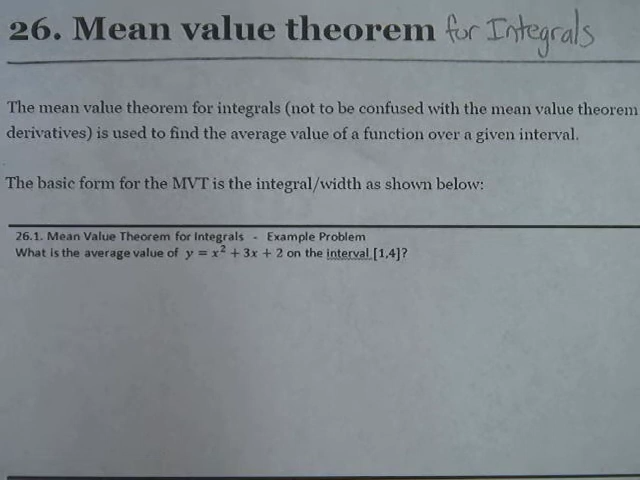 26. Mean value theorem for Integrals
The mean value theorem for integrals (not to be confused with the mean value theorem
derivatives) is used to find the average value of a function over a given interval.
The basic form for the MVT is the integral/width as shown below:
26.1. Mean Value Theorem for Integrals - Example Problem
What is the average value of y = x² + 3x + 2 on the interval [1,4]?